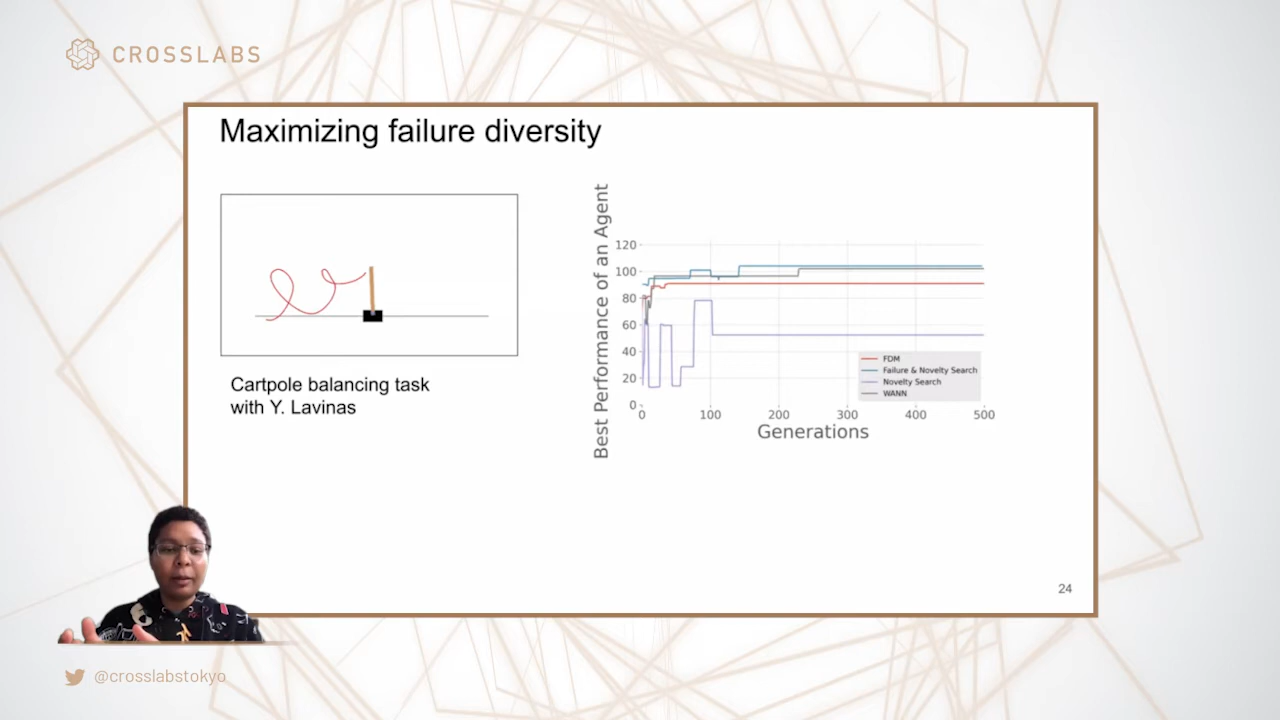 CROSSLABS
Maximizing failure diversity
Cartpole balancing task
with Y. Lavinas
Best Performance of an Agent
120
100
80
60
40
20
0
0 100 200 300 400 500
Generations
FDM
Failure & Novelty Search
Novelty Search
WANN
24
@crosslabstokyo